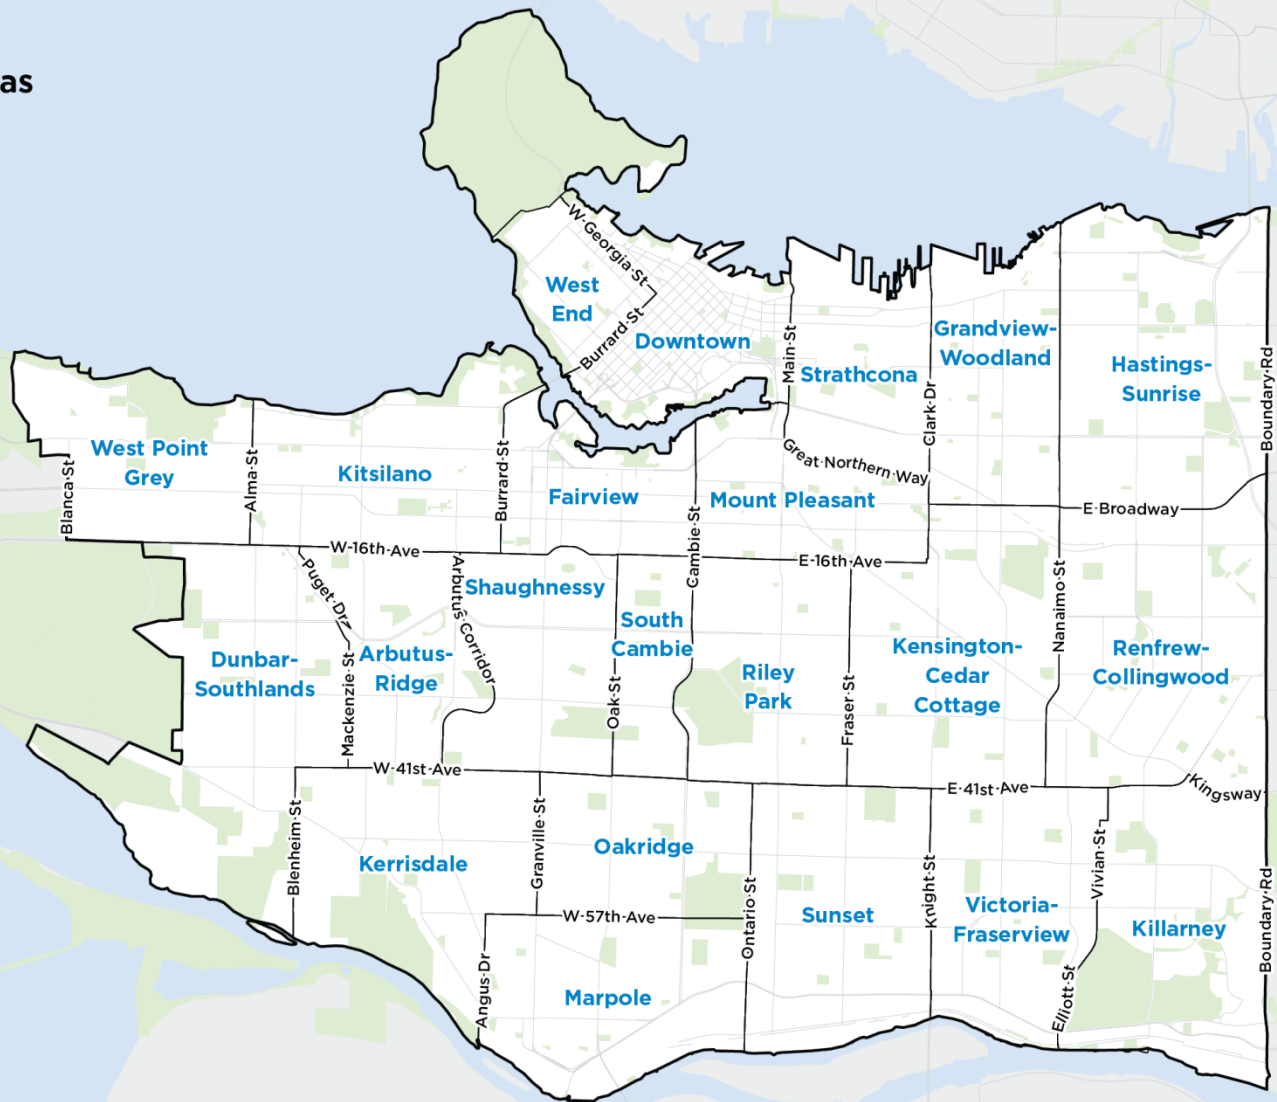 as
W-Georgia-St
West
End
Burrard-St
Downtown
Main-St
Strathcona
Grandview-
Woodland
Clark-Dr
Hastings-
Sunrise
Boundary-Rd
West Point
Grey
Blanca-St
Alma-St
Kitsilano
Burrard-St
Fairview
Cambie-St
Mount Pleasant
Great-Northern-Way
E-Broadway
W-16th-Ave
E-16th-Ave
Puget-Dr
Arbutus-Corridor
Shaughnessy
South
Cambie
Nanaimo-St
Dunbar-
Southlands
Mackenzie-St
Arbutus-
Ridge
Oak-St
Riley
Park
Fraser-St
Kensington-
Cedar
Cottage
Renfrew-
Collingwood
W-41st-Ave
E-41st-Ave
Kingsway
Blenheim-St
Kerrisdale
Granville-St
Oakridge
W-57th-Ave
Ontario-St
Sunset
Knight-St
Victoria-
Fraserview
Vivian-St
Killarney
Boundary-Rd
Angus-Dr
Marpole
Elliott-St